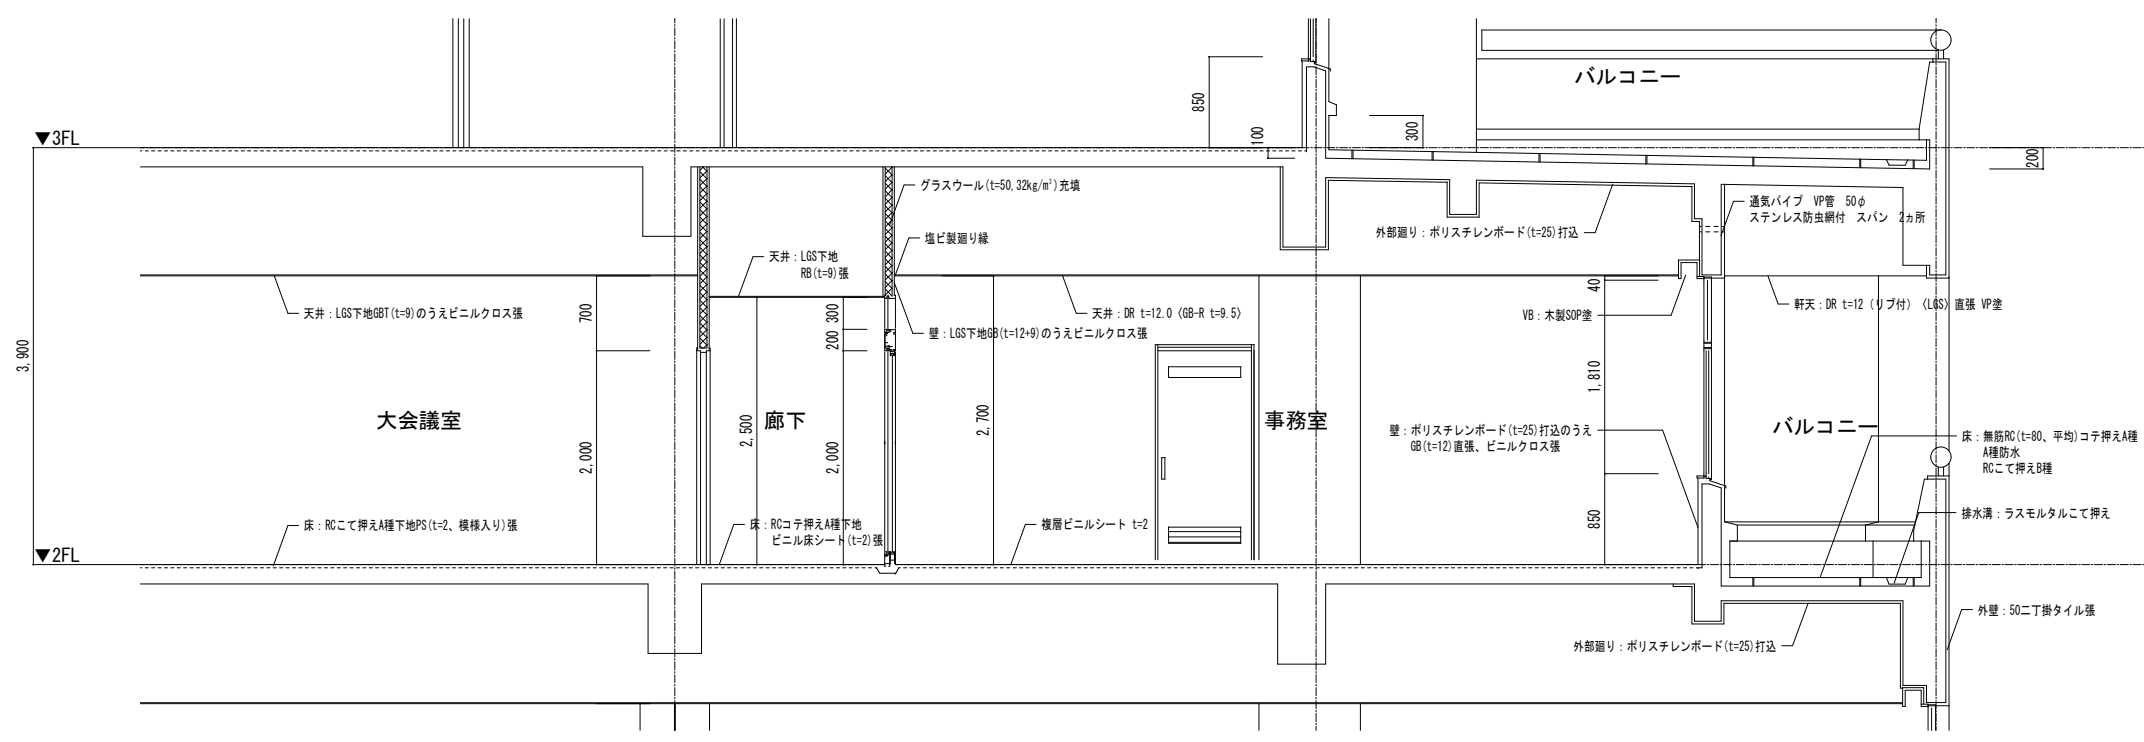 バルコニー
850
100
300
▼3FL
200
グラスウール(t=50,32kg/m³)充填
通気パイプ VP管 50φ
ステンレス防虫網付 スパン 2ヵ所
外部廻り：ポリスチレンボード(t=25)打込
塩ビ製廻り縁
天井：LGS下地
RB(t=9)張
天井：LGS下地GBT(t=9)のうえビニルクロス張
700
300
200
天井：DR t=12.0 〈GB-R t=9.5〉
壁：LGS下地GB(t=12+9)のうえビニルクロス張
VB：木製SOP塗
40
軒天：DR t=12 (リブ付) 〈LGS〉直張 VP塗
3,900
1,810
大会議室
廊下
事務室
バルコニー
2,000
2,500
2,000
2,700
壁：ポリスチレンボード(t=25)打込のうえ
GB(t=12)直張、ビニルクロス張
床：無筋RC(t=80、平均)コテ押えA種
A種防水
RCこて押えB種
850
排水溝：ラスモルタルこて押え
床：RCこて押えA種下地PS(t=2、模様入り)張
床：RCコテ押えA種下地
ビニル床シート(t=2)張
複層ビニルシート t=2
▼2FL
外壁：50二丁掛タイル張
外部廻り：ポリスチレンボード(t=25)打込